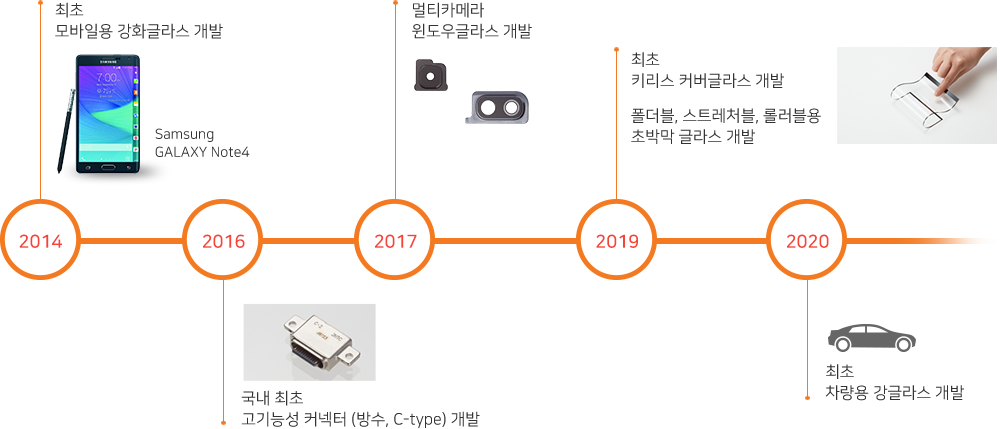 최초
모바일용 강화글라스 개발
Samsung
GALAXY Note4
멀티카메라
윈도우글라스 개발
최초
키리스 커버글라스 개발
폴더블, 스트레처블, 롤러블용
초박막 글라스 개발
2014
2016
2017
2019
2020
국내 최초
고기능성 커넥터 (방수, C-type) 개발
최초
차량용 강글라스 개발